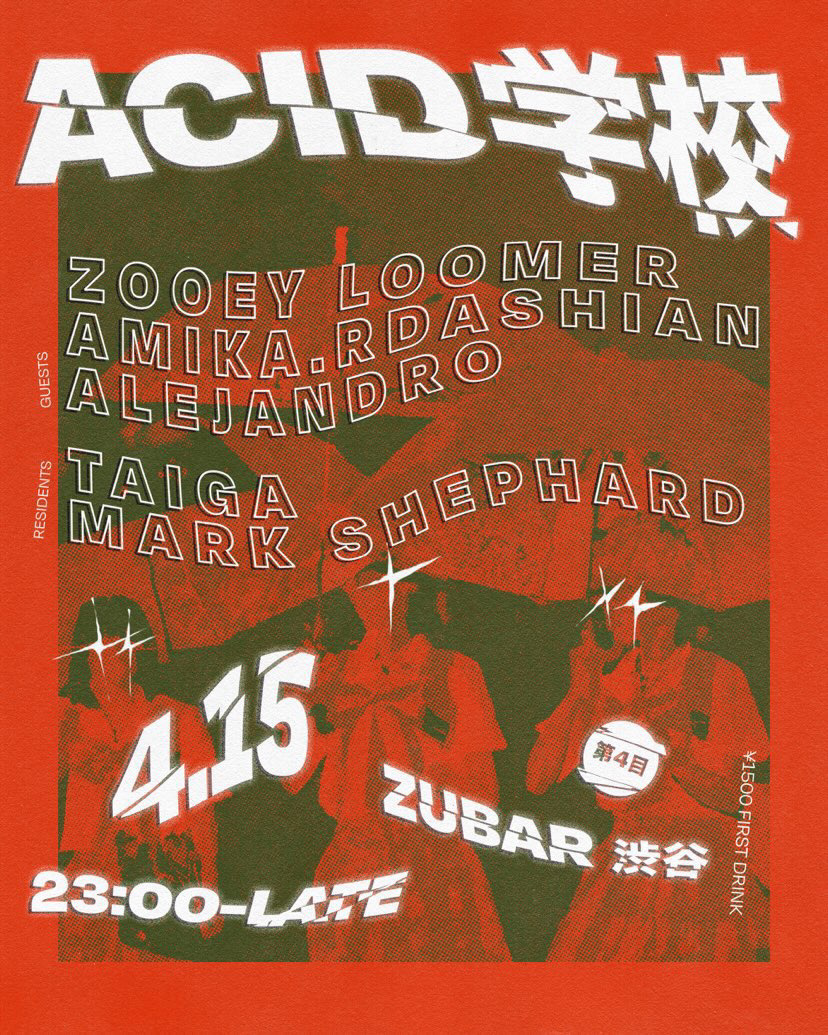 ACID学校
GUESTS
ZOOEY LOOMER
AMIKA.RDASHIAN
ALEJANDRO
RESIDENTS
TAIGA
MARK SHEPHARD
4.15
第4目
ZUBAR 渋谷
¥1500 FIRST DRINK
23:00–LATE